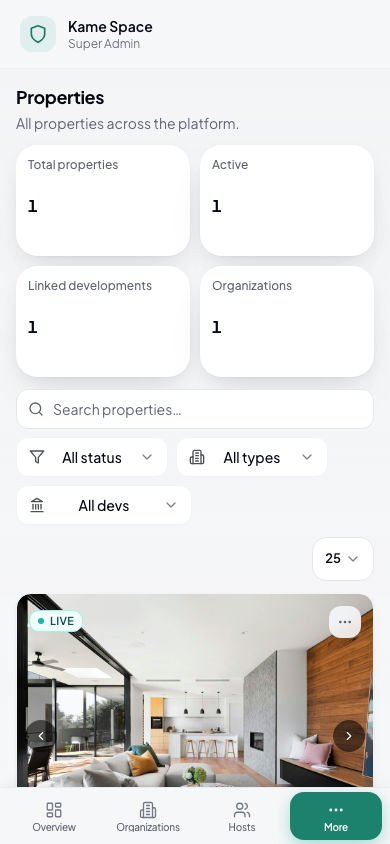 Kame Space
Super Admin
Properties
All properties across the platform.
Total properties
1
Active
1
Linked developments
1
Organizations
1
Search properties…
All status
All types
All devs
25
LIVE
Overview
Organizations
Hosts
More